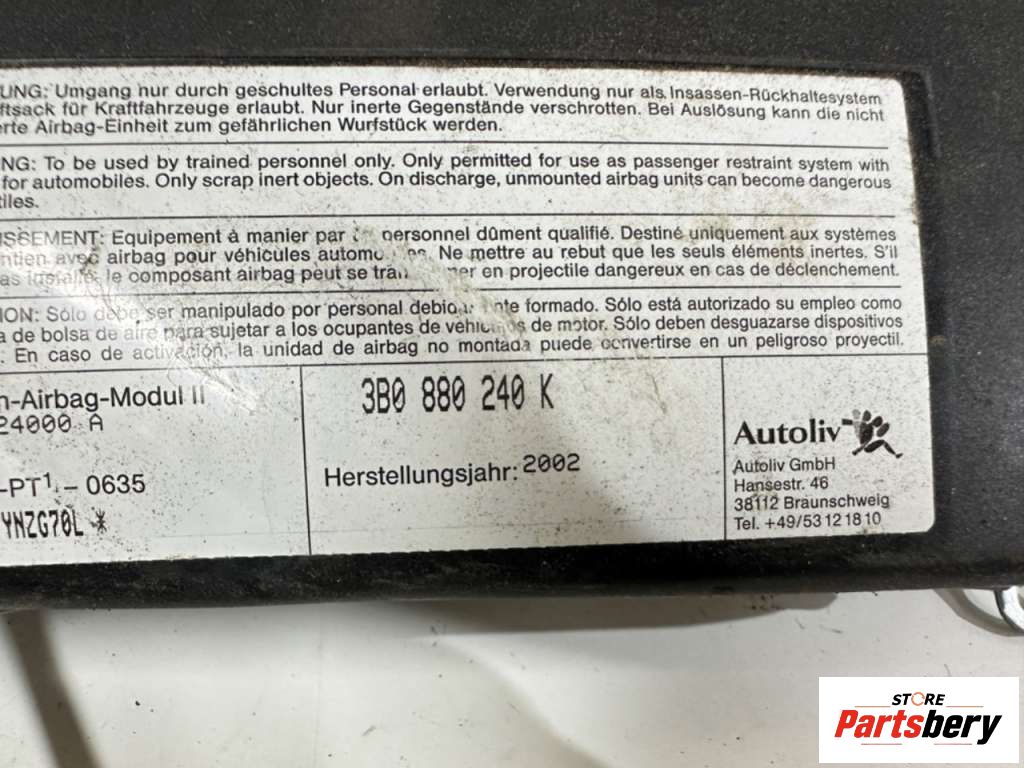 UNG: Umgang nur durch geschultes Personal erlaubt. Verwendung nur als Insassen-Rückhaltesystem
ftsack für Kraftfahrzeuge erlaubt. Nur inerte Gegenstände verschrotten. Bei Auslösung kann die nicht
erte Airbag-Einheit zum gefährlichen Wurfstück werden.
NG: To be used by trained personnel only. Only permitted for use as passenger restraint system with
for automobiles. Only scrap inert objects. On discharge, unmounted airbag units can become dangerous
tiles.
ISSEMENT: Equipement à manier par personnel dûment qualifié. Destiné uniquement aux systèmes
ntien avec airbag pour véhicules Ne mettre au rebut que les seuls éléments inertes. S'il
as installé, le composant airbag peut se en projectile dangereux en cas de déclenchement.
ION: Sólo debe ser manipulado por personal formado. Sólo está autorizado su empleo como
a de bolsa de aire para sujetar a los ocupantes de de motor. Sólo deben desguazarse dispositivos
. En caso de activación, la unidad de airbag no montada puede convertirse en un peligroso proyectil.
n-Airbag-Modul II
24000 A
-PT1 - 0635
YNZG70L *
3B0 880 240 K
Herstellungsjahr: 2002
Autoliv
Autoliv GmbH
Hansestr. 46
38112 Braunschweig
Tel. +49/53 12 18 10
STORE
Partsbery